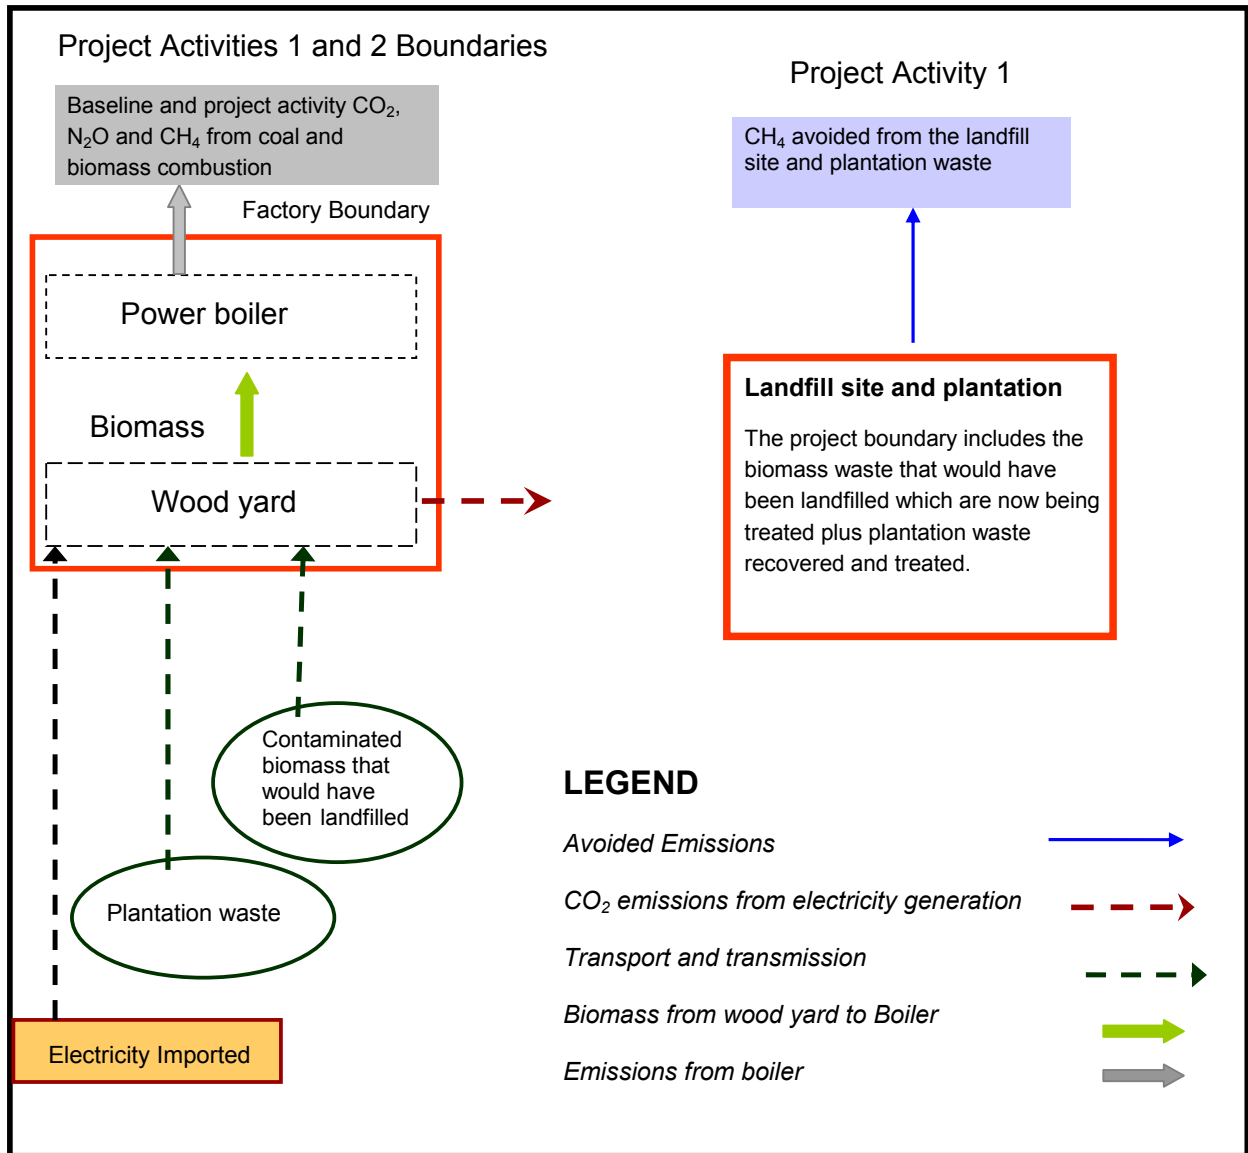 Project Activities 1 and 2 Boundaries
Baseline and project activity CO₂,
N₂O and CH₄ from coal and
biomass combustion
Factory Boundary
Power boiler
Biomass
Wood yard
Contaminated
biomass that
would have
been landfilled
Plantation waste
Electricity Imported
Project Activity 1
CH₄ avoided from the landfill
site and plantation waste
Landfill site and plantation
The project boundary includes the
biomass waste that would have
been landfilled which are now being
treated plus plantation waste
recovered and treated.
LEGEND
Avoided Emissions
CO₂ emissions from electricity generation
Transport and transmission
Biomass from wood yard to Boiler
Emissions from boiler